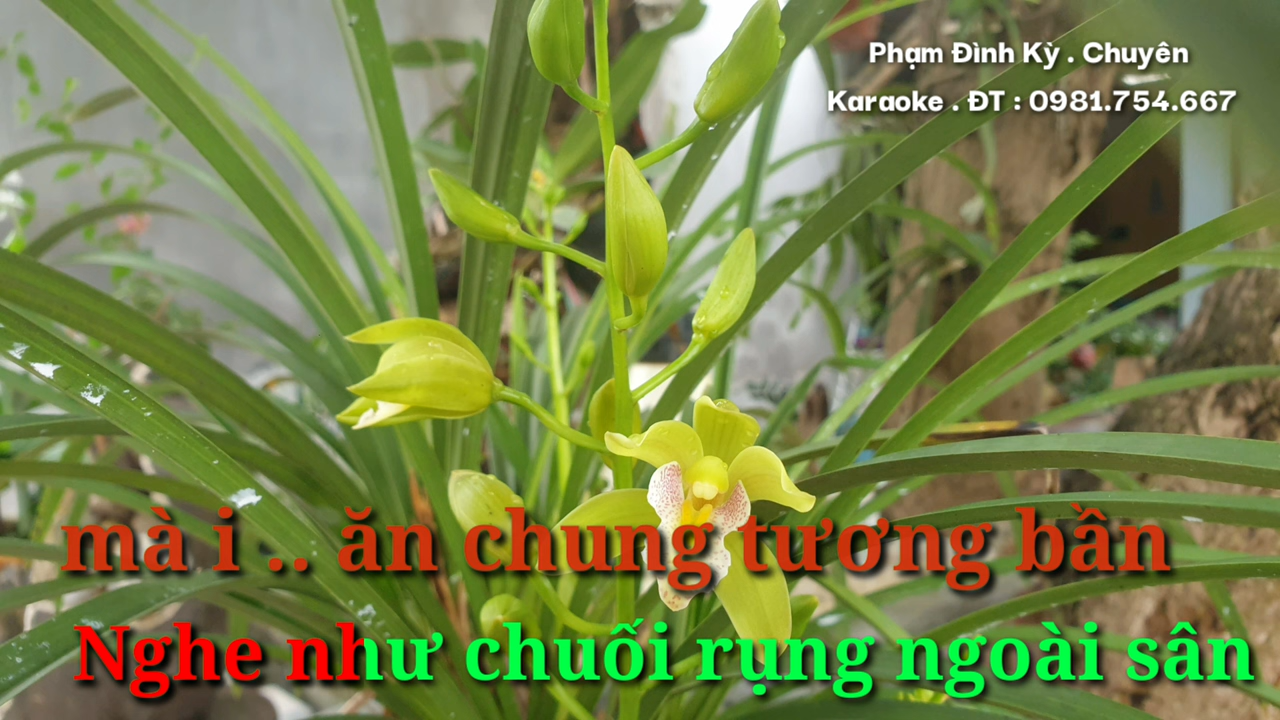 Phạm Đình Kỳ . Chuyên
Karaoke . ĐT : 0981.754.667
mà i .. ăn chung tương bần
Nghe như chuối rụng ngoài sân